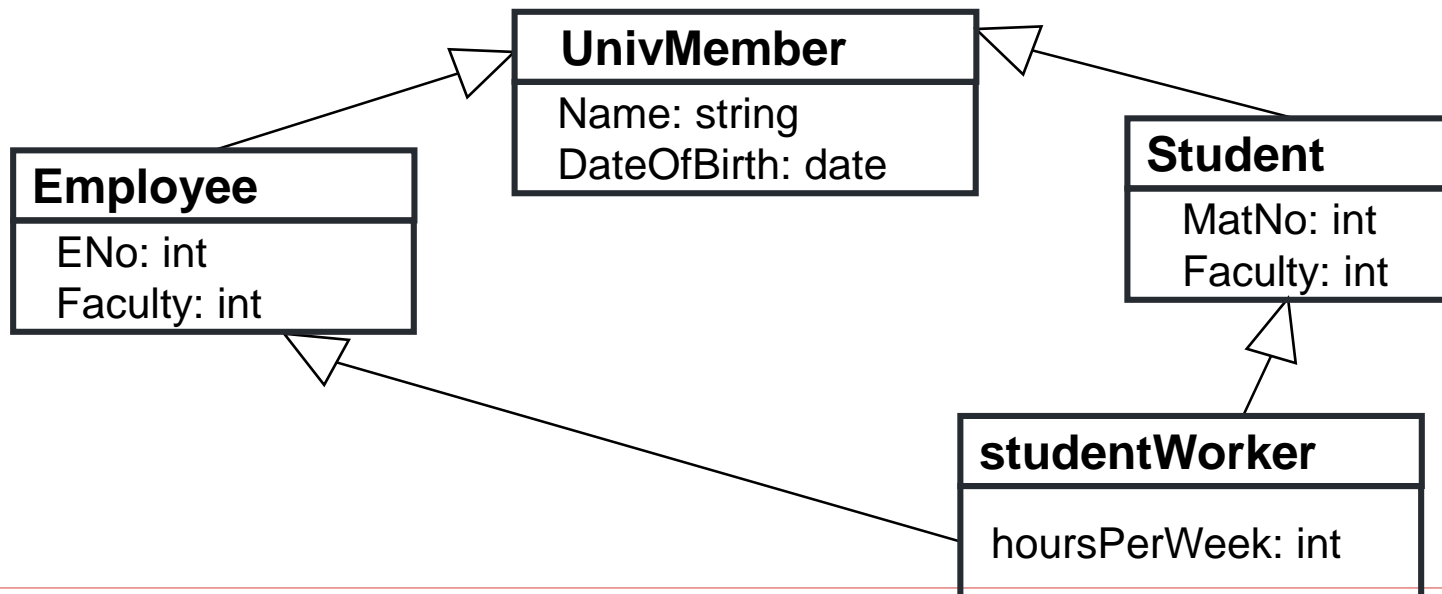 UnivMember
Name: string
DateOfBirth: date
Employee
ENo: int
Faculty: int
Student
MatNo: int
Faculty: int
studentWorker
hoursPerWeek: int